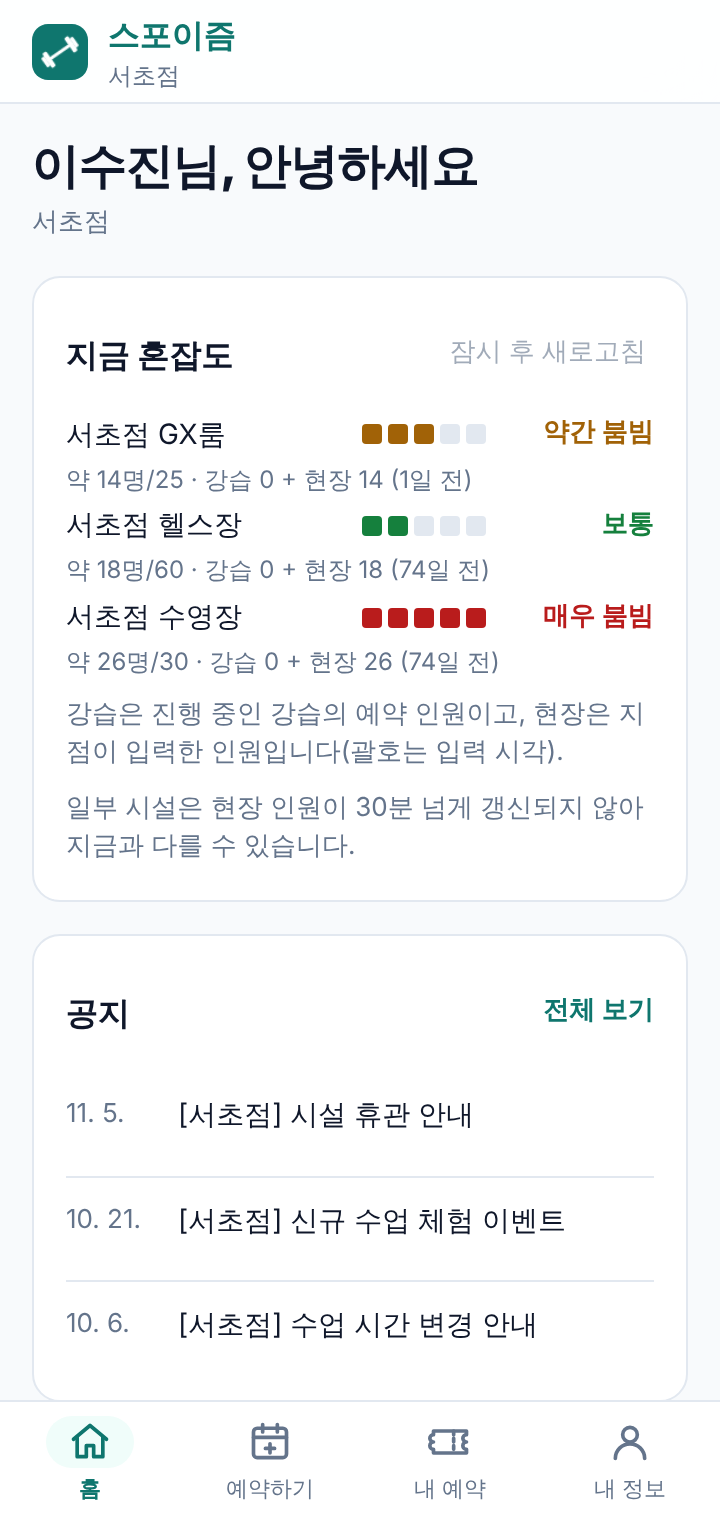 스포이즘
서초점
이수진님, 안녕하세요
서초점
지금 혼잡도
잠시 후 새로고침
서초점 GX룸
약간 붐빔
약 14명/25 · 강습 0 + 현장 14 (1일 전)
서초점 헬스장
보통
약 18명/60 · 강습 0 + 현장 18 (74일 전)
서초점 수영장
매우 붐빔
약 26명/30 · 강습 0 + 현장 26 (74일 전)
강습은 진행 중인 강습의 예약 인원이고, 현장은 지
점이 입력한 인원입니다(괄호는 입력 시각).
일부 시설은 현장 인원이 30분 넘게 갱신되지 않아
지금과 다를 수 있습니다.
공지
전체 보기
11. 5.
[서초점] 시설 휴관 안내
10. 21.
[서초점] 신규 수업 체험 이벤트
10. 6.
[서초점] 수업 시간 변경 안내
홈
예약하기
내 예약
내 정보